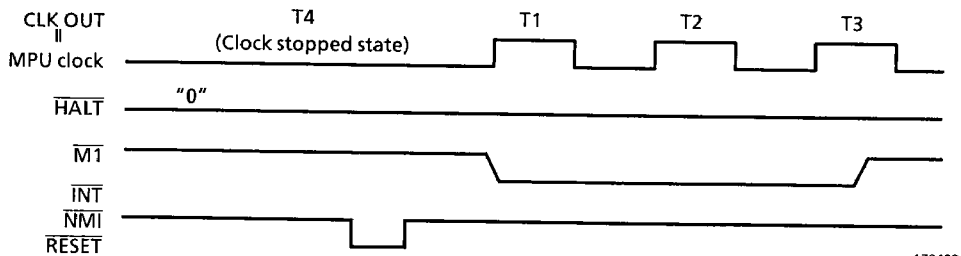 CLK OUT
T4
T1
T2
T3
=
(Clock stopped state)
MPU clock
"0"
HALT
M1
INT
NMI
RESET